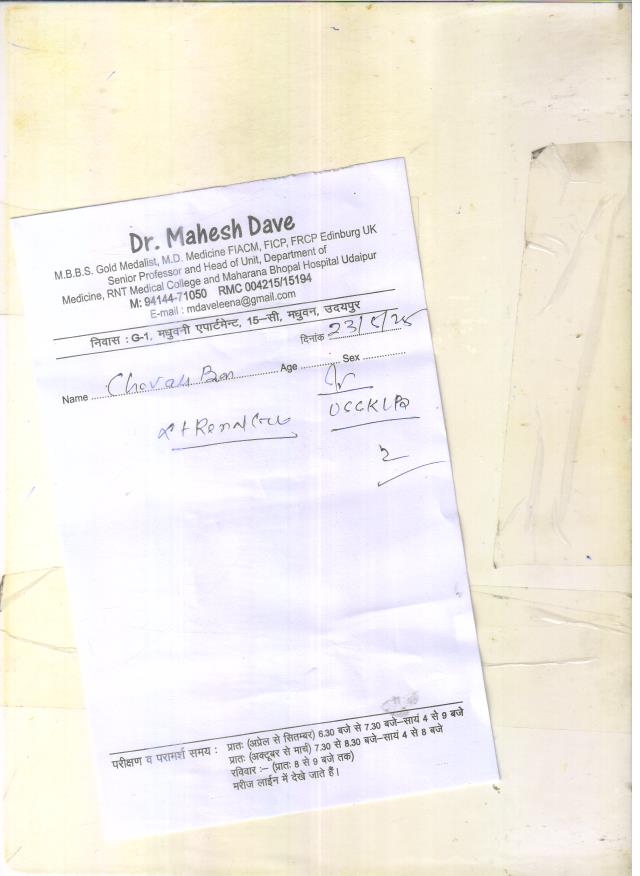 Dr. Mahesh Dave
M.B.B.S. Gold Medalist, M.D. Medicine FIACM, FICP, FRCP Edinburg UK
Senior Professor and Head of Unit, Department of
Medicine, RNT Medical College and Maharana Bhopal Hospital Udaipur
M: 94144-71050 RMC 004215/15194
E-mail : mdaveleena@gmail.com
निवास : G-1, मधुवनी एपार्टमेन्ट, 15–सी, मधुवन, उदयपुर
दिनांक
Name Age Sex
परीक्षण व परामर्श समय : प्रातः (अप्रेल से सितम्बर) 6.30 बजे से 7.30 बजे–सायं 4 से 9 बजे
प्रातः (अक्टूबर से मार्च) 7.30 से 8.30 बजे–सायं 4 से 8 बजे
रविवार :– (प्रातः 8 से 9 बजे तक)
मरीज लाईन में देखे जाते हैं।